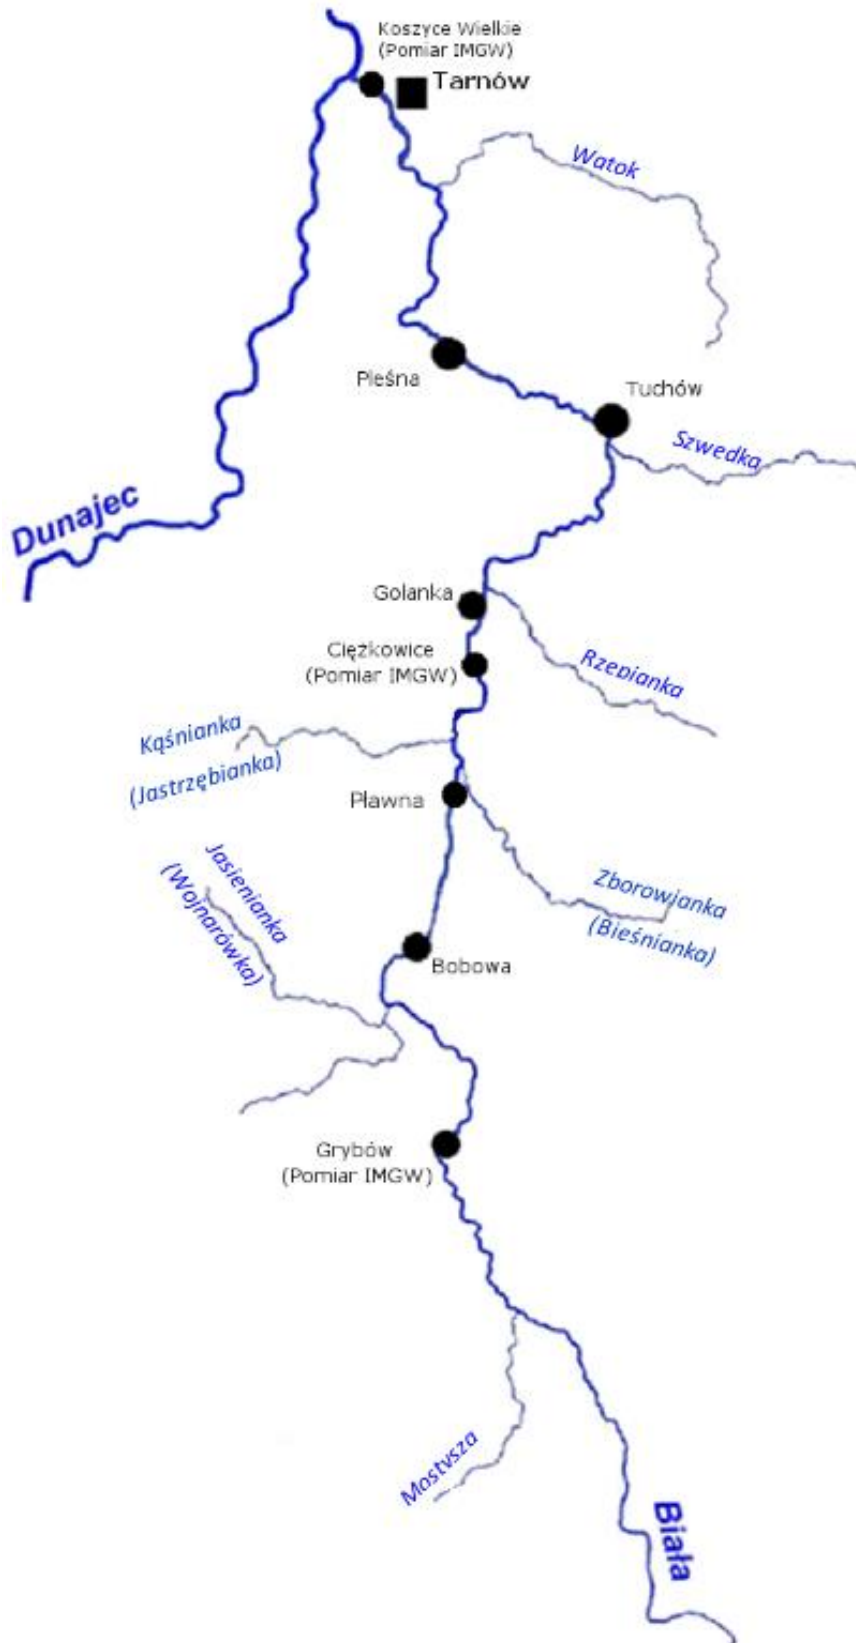 Koszyce Wielkie
(Pomiar IMGW)
Tarnów
Watok
Pleśna
Tuchów
Szwedka
Dunajec
Golanka
Ciężkowice
(Pomiar IMGW)
Rzepianka
Kąśnianka
(Jastrzębianka)
Pławna
Jasienianka
(Wojnarówka)
Zborowianka
(Bieśnianka)
Bobowa
Grybów
(Pomiar IMGW)
Mostysza
Biała